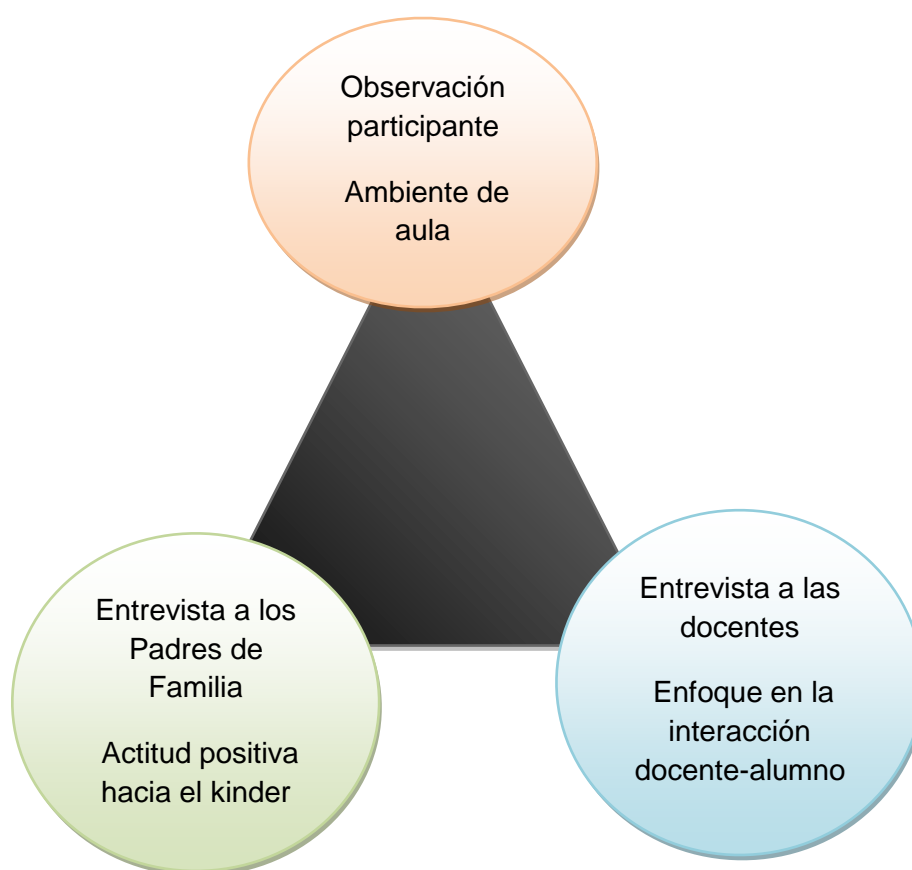 Observación
participante
Ambiente de
aula
Entrevista a los
Padres de
Familia
Actitud positiva
hacia el kinder
Entrevista a las
docentes
Enfoque en la
interacción
docente-alumno